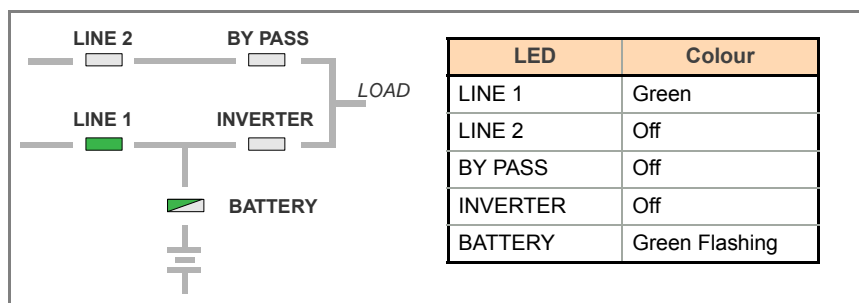 LINE 2 BY PASS
LOAD
LINE 1 INVERTER
BATTERY
LED Colour
LINE 1 Green
LINE 2 Off
BY PASS Off
INVERTER Off
BATTERY Green Flashing